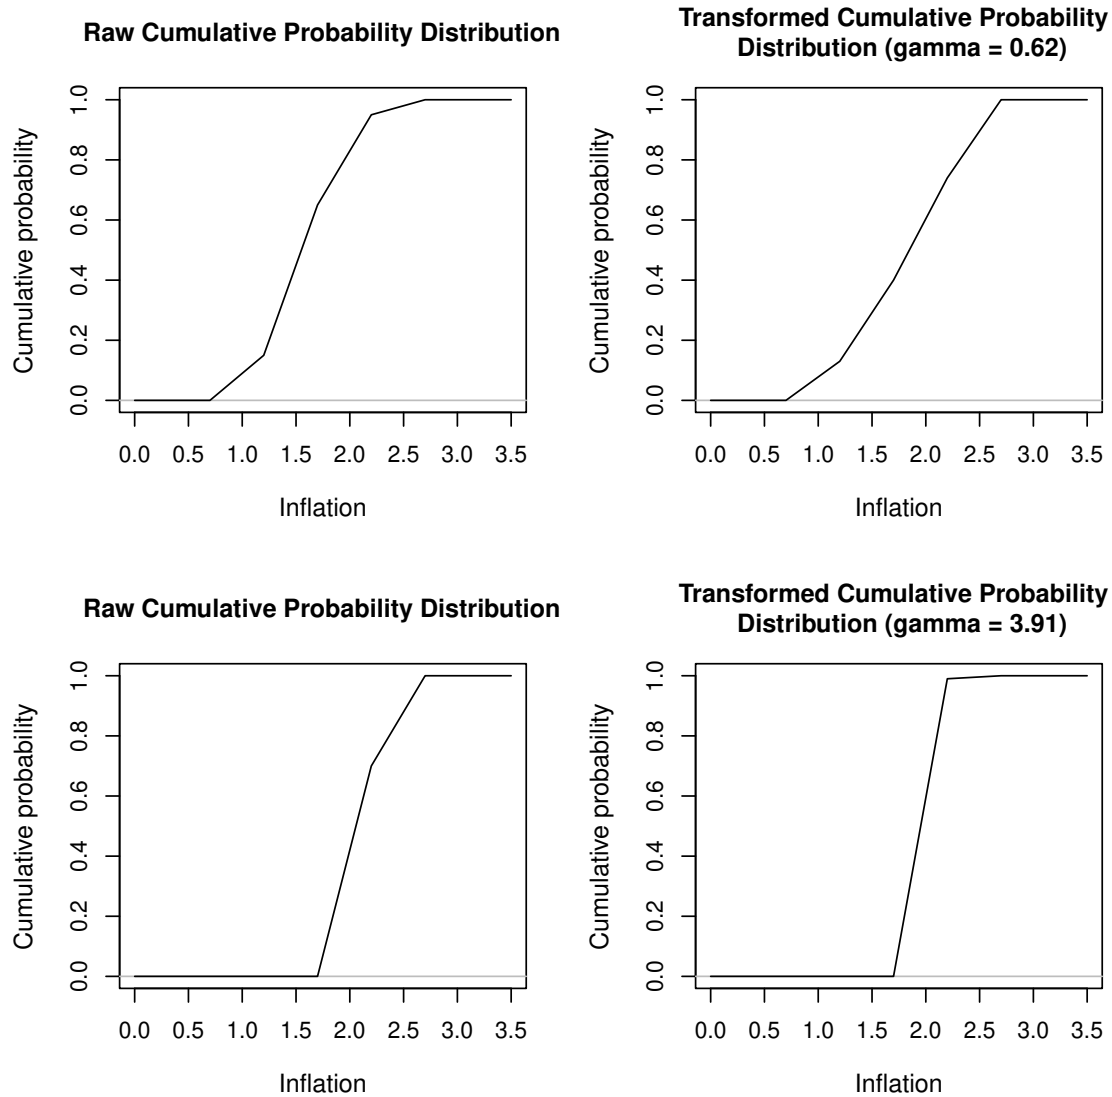 Raw Cumulative Probability Distribution
Cumulative probability
1.0
0.8
0.6
0.4
0.2
0.0
0.0 0.5 1.0 1.5 2.0 2.5 3.0 3.5
Inflation
Transformed Cumulative Probability
Distribution (gamma = 0.62)
Cumulative probability
1.0
0.8
0.6
0.4
0.2
0.0
0.0 0.5 1.0 1.5 2.0 2.5 3.0 3.5
Inflation
Raw Cumulative Probability Distribution
Cumulative probability
1.0
0.8
0.6
0.4
0.2
0.0
0.0 0.5 1.0 1.5 2.0 2.5 3.0 3.5
Inflation
Transformed Cumulative Probability
Distribution (gamma = 3.91)
Cumulative probability
1.0
0.8
0.6
0.4
0.2
0.0
0.0 0.5 1.0 1.5 2.0 2.5 3.0 3.5
Inflation